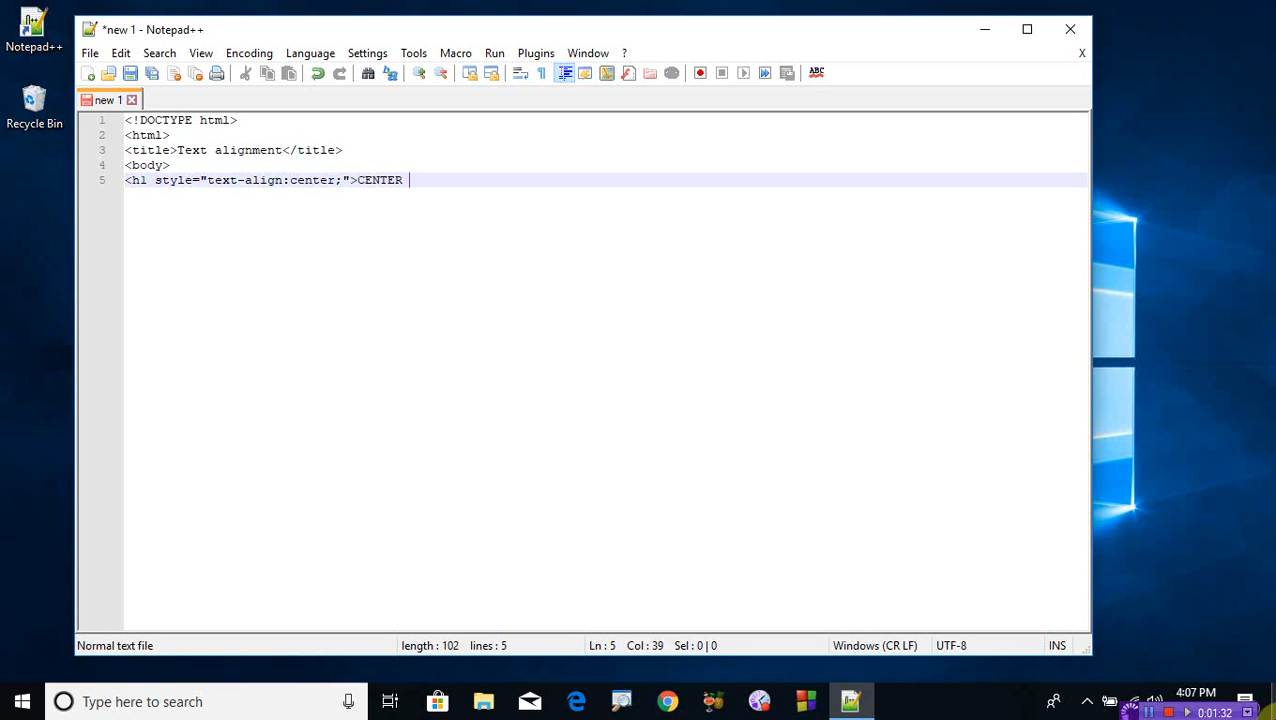 *new 1 - Notepad++
File Edit Search View Encoding Language Settings Tools Macro Run Plugins Window ? X
ABC
new 1
1 <!DOCTYPE html>
2 <html>
3 <title>Text alignment</title>
4 <body>
5 <h1 style="text-align:center;">CENTER
Normal text file length : 102 lines : 5 Ln : 5 Col : 39 Sel : 0 | 0 Windows (CR LF) UTF-8 INS
Notepad++
Recycle Bin
Type here to search
4:07 PM
0:01:32